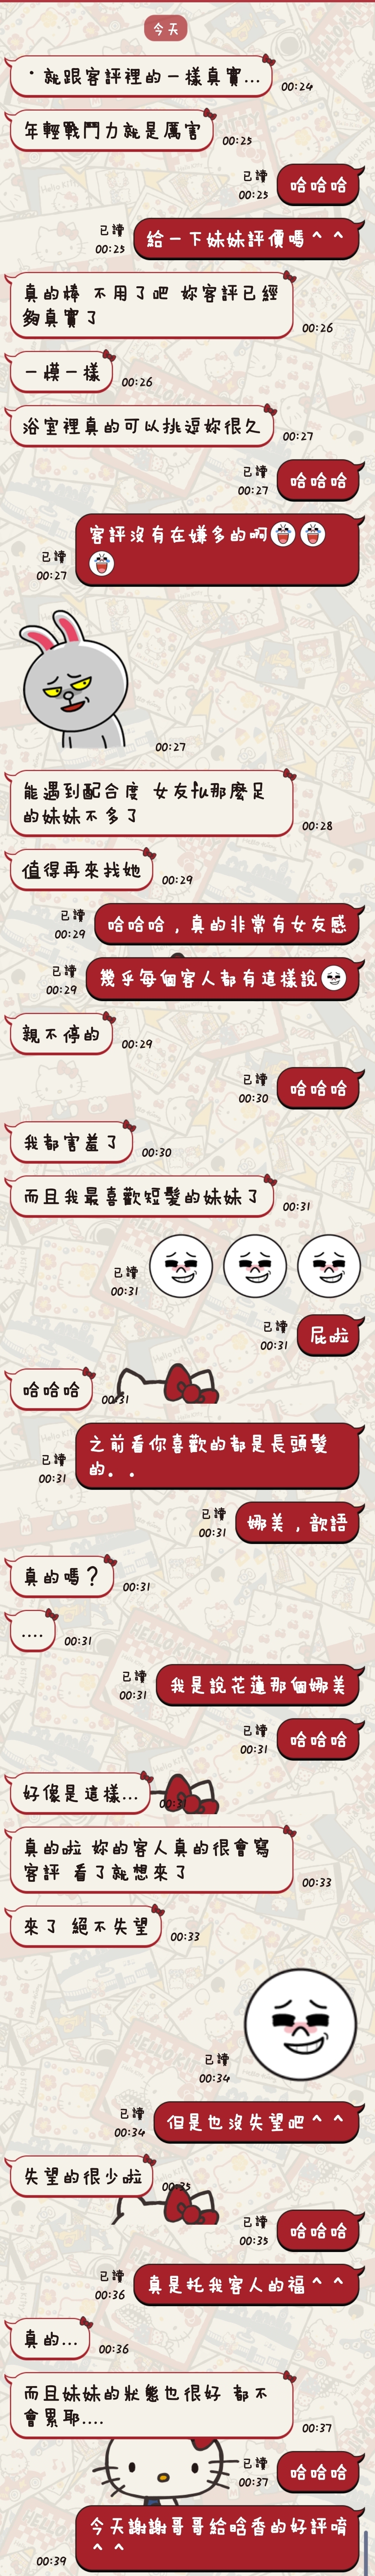 今天
就跟客評裡的一樣真實...
00:24
年輕戰鬥力就是厲害
00:25
哈哈哈
已讀
00:25
給一下妹妹評價嗎^ ^
已讀
00:25
真的棒 不用了吧 妳客評已經
夠真實了
00:26
一模一樣
00:26
浴室裡真的可以挑逗妳很久
00:27
哈哈哈
已讀
00:27
客評沒有在嫌多的啊
已讀
00:27
00:27
能遇到配合度 女友fu那麼足
的妹妹不多了
00:28
值得再來找她
00:29
哈哈哈，真的非常有女友感
已讀
00:29
幾乎每個客人都有這樣說
已讀
00:29
親不停的
00:29
哈哈哈
已讀
00:30
我都害羞了
00:30
而且我最喜歡短髮的妹妹了
00:31
已讀
00:31
屁啦
已讀
00:31
哈哈哈
00:31
之前看你喜歡的都是長頭髮
的. .
已讀
00:31
娜美，歆語
已讀
00:31
真的嗎？
00:31
....
00:31
我是說花蓮那個娜美
已讀
00:31
哈哈哈
已讀
00:31
好像是這樣...
真的啦 妳的客人真的很會寫
客評 看了就想來了
00:33
來了 絕不失望
00:33
已讀
00:34
但是也沒失望吧^ ^
已讀
00:34
失望的很少啦
00:35
哈哈哈
已讀
00:35
真是托我客人的福^ ^
已讀
00:36
真的...
00:36
而且妹妹的狀態也很好 都不
會累耶....
00:37
哈哈哈
已讀
00:37
今天謝謝哥哥給晗香的好評唷
^ ^
00:39